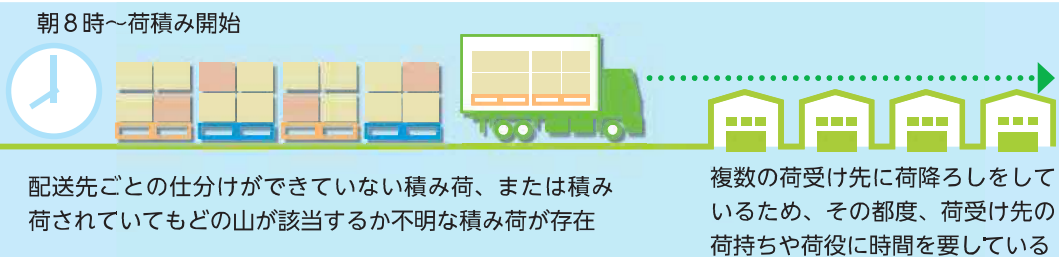 朝８時〜荷積み開始
配送先ごとの仕分けができていない積み荷、または積み
荷されていてもどの山が該当するか不明な積み荷が存在
複数の荷受け先に荷降ろしをして
いるため、その都度、荷受け先の
荷持ちや荷役に時間を要している